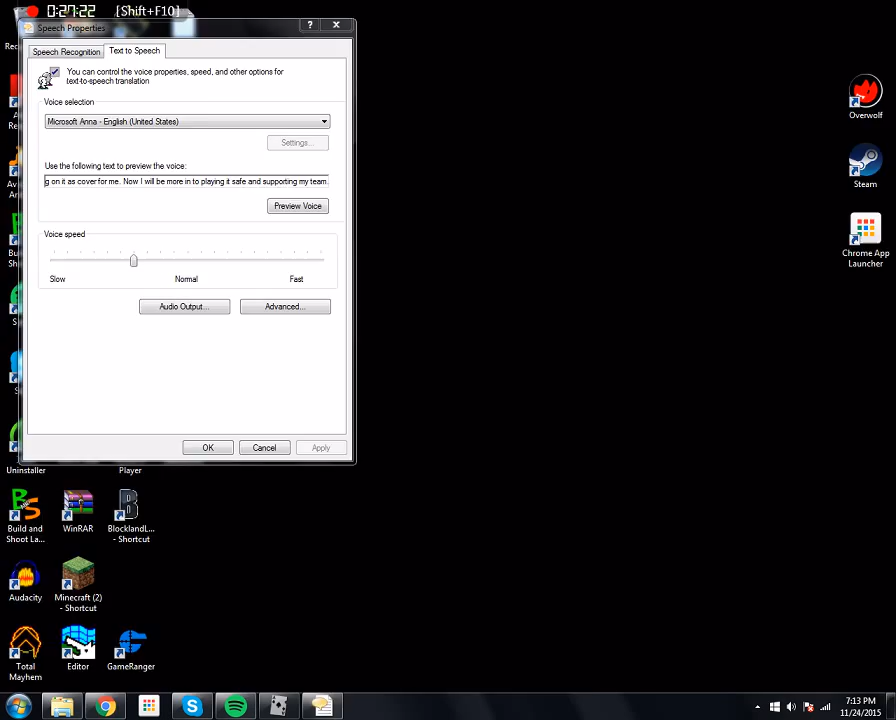 0:27:22
[Shift+F10]
Speech Properties
Speech Recognition
Text to Speech
You can control the voice properties, speed, and other options for
text-to-speech translation
Voice selection
Microsoft Anna - English (United States)
Settings...
Use the following text to preview the voice:
g on it as cover for me. Now I will be more in to playing it safe and supporting my team.
Preview Voice
Voice speed
Slow
Normal
Fast
Audio Output...
Advanced...
OK
Cancel
Apply
Overwolf
Steam
Chrome App
Launcher
Uninstaller
Player
Build and
Shoot La...
WinRAR
BlocklandL...
- Shortcut
Audacity
Minecraft (2)
- Shortcut
Total
Mayhem
Editor
GameRanger
7:13 PM
11/24/2015